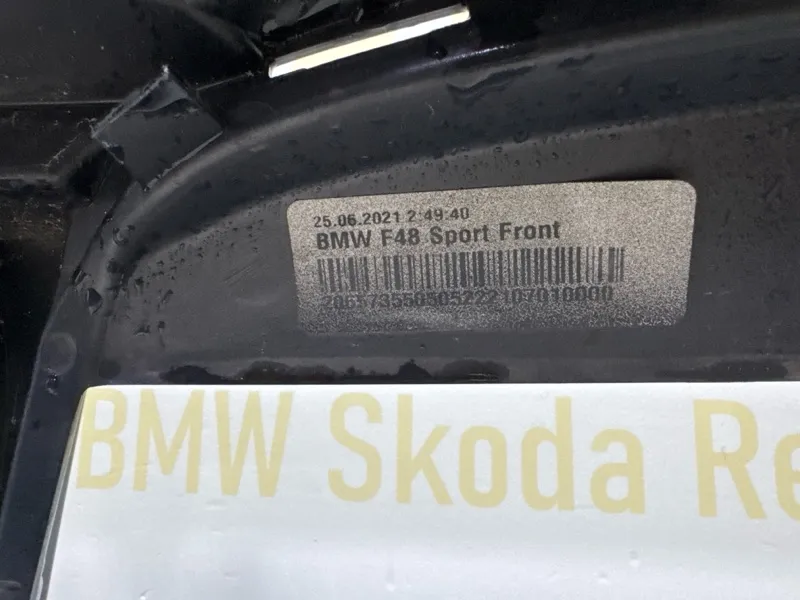 25.06.2021 2:49:40
BMW F48 Sport Front
BMW Skoda Re